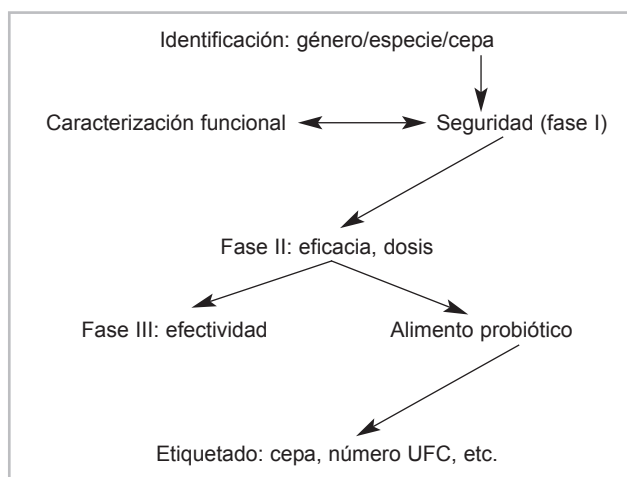 Identificación: género/especie/cepa
Caracterización funcional
Seguridad (fase I)
Fase II: eficacia, dosis
Fase III: efectividad
Alimento probiótico
Etiquetado: cepa, número UFC, etc.